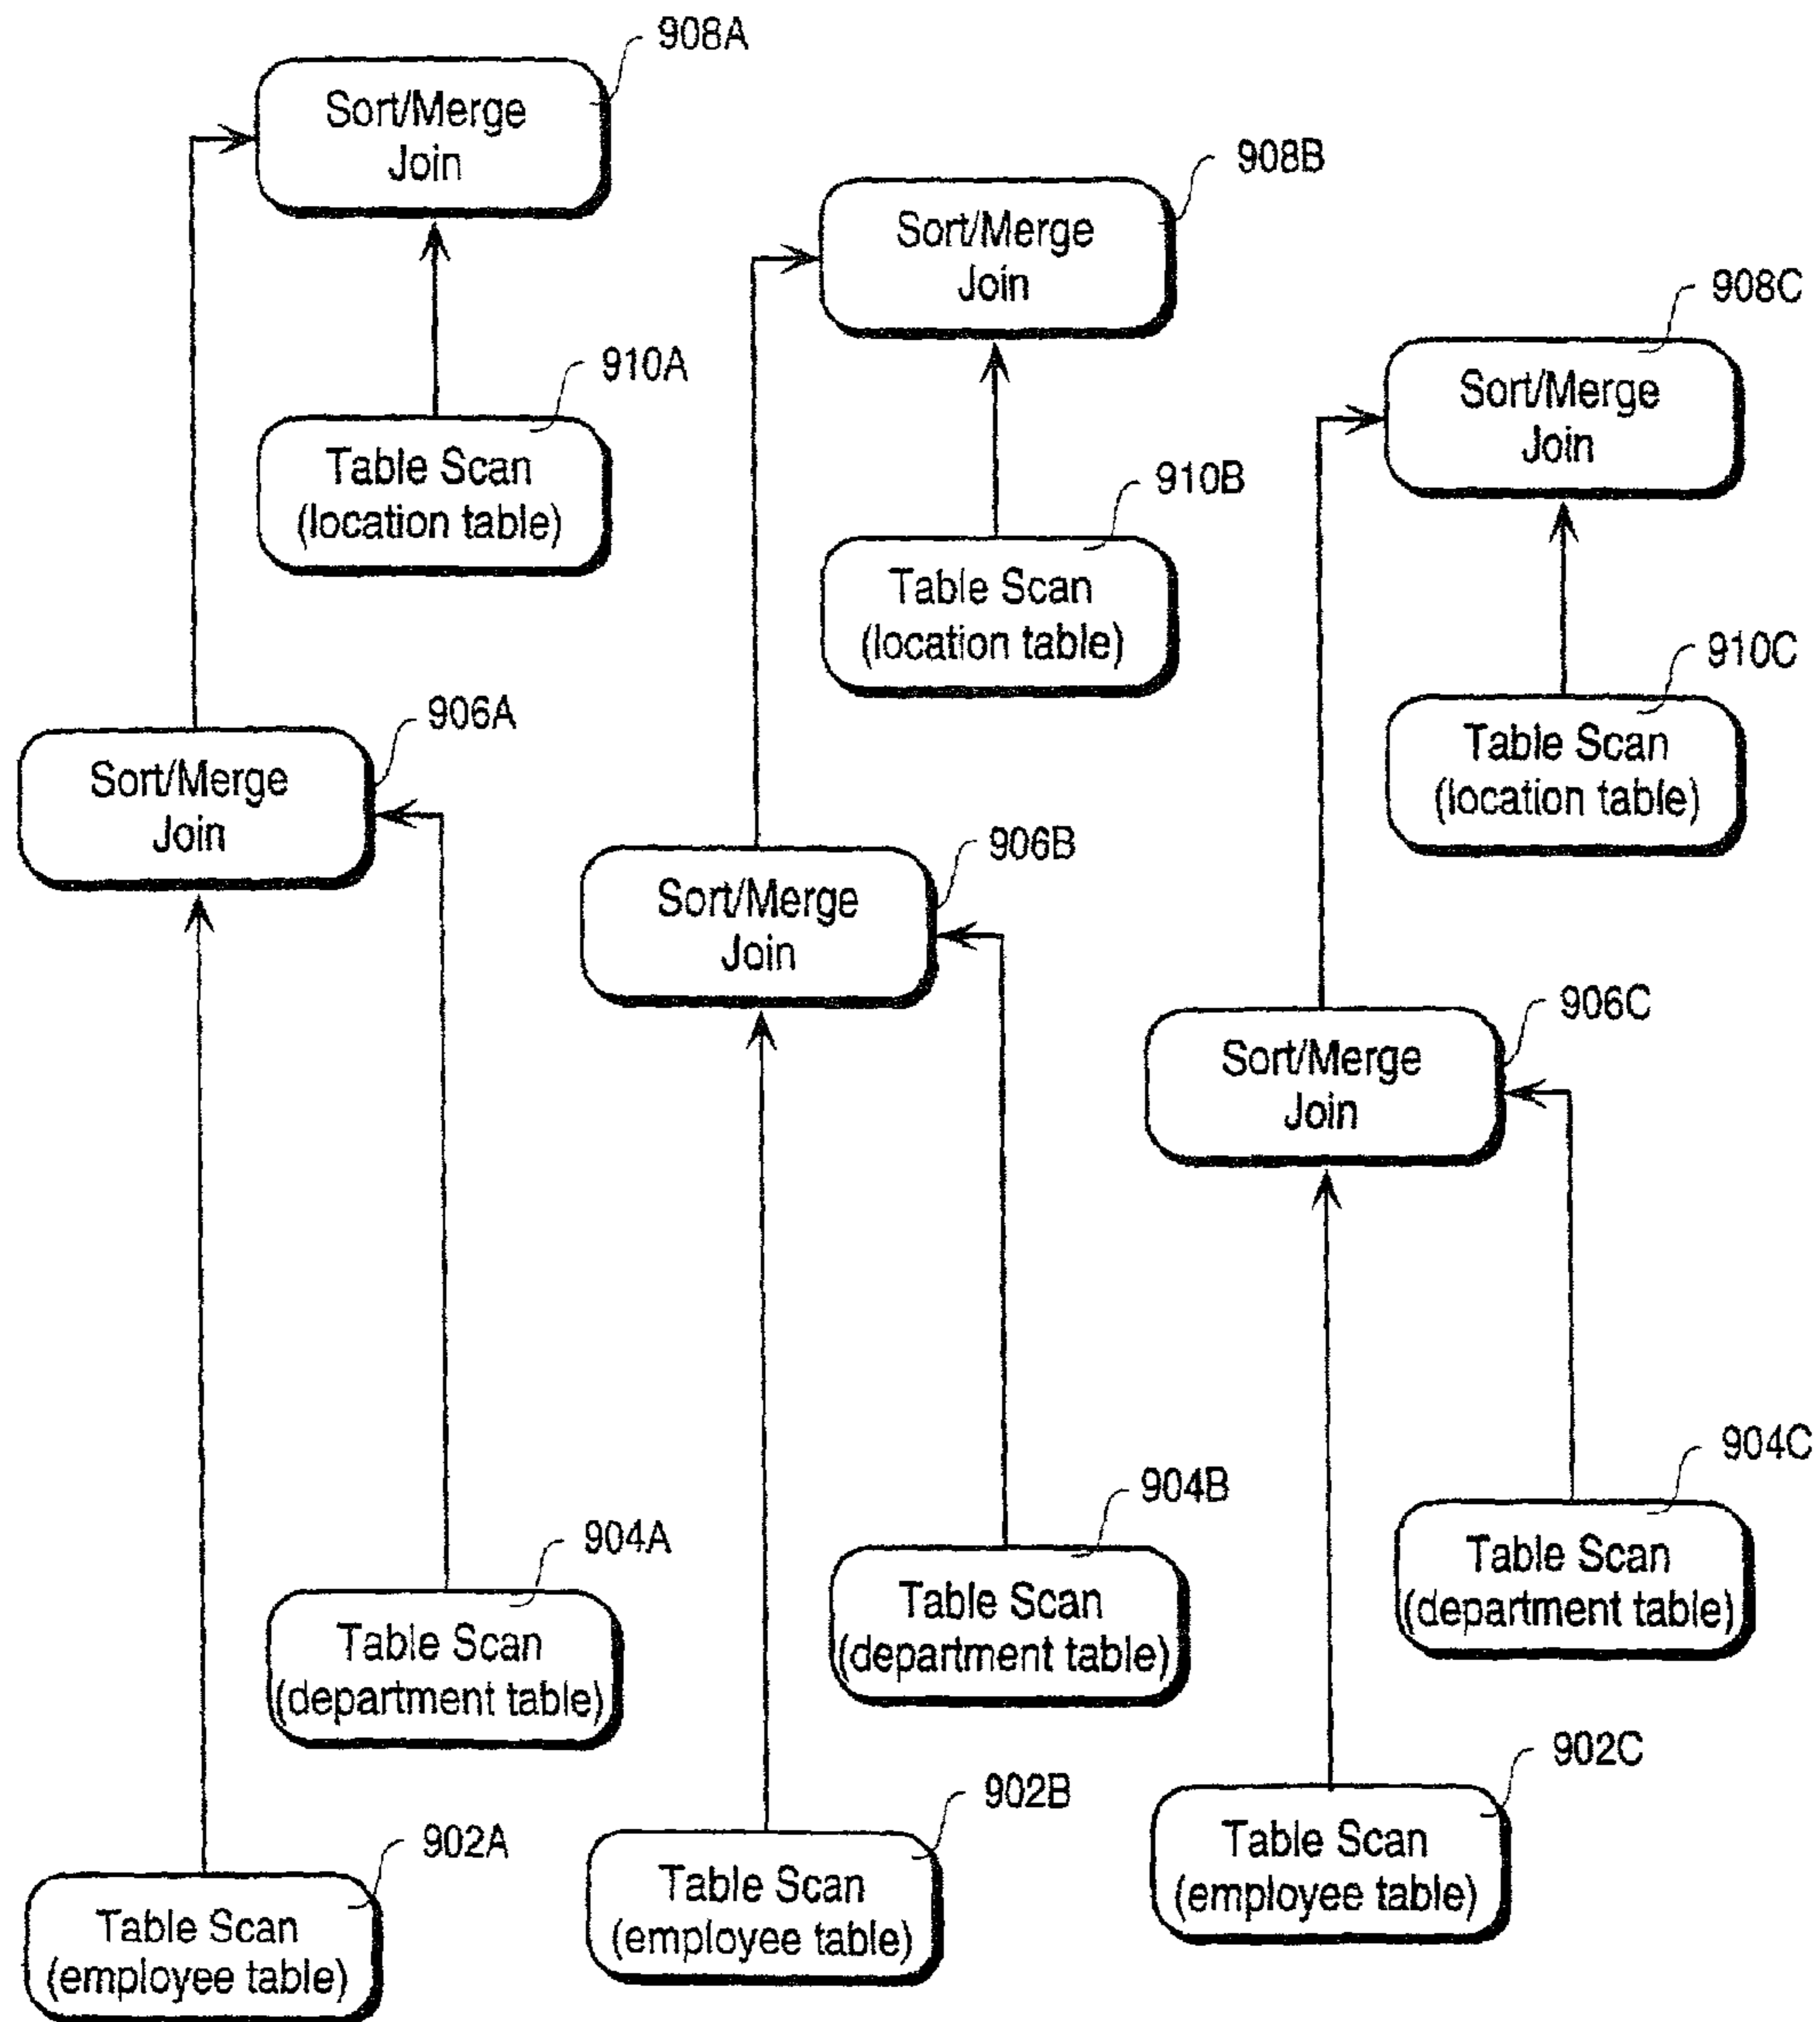 908A
Sort/Merge
Join
908B
Sort/Merge
Join
908C
Sort/Merge
Join
910A
Table Scan
(location table)
910B
Table Scan
(location table)
910C
Table Scan
(location table)
906A
Sort/Merge
Join
906B
Sort/Merge
Join
906C
Sort/Merge
Join
904A
Table Scan
(department table)
904B
Table Scan
(department table)
904C
Table Scan
(department table)
902A
Table Scan
(employee table)
902B
Table Scan
(employee table)
902C
Table Scan
(employee table)